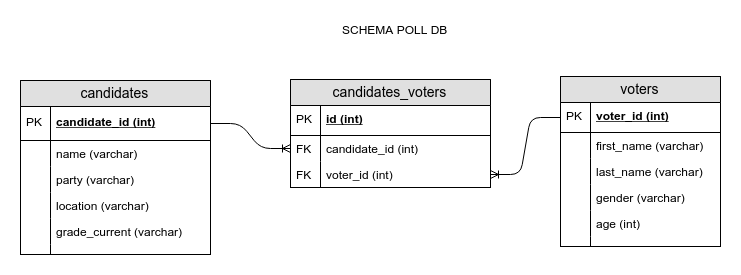 SCHEMA POLL DB
candidates
PK candidate_id (int)
name (varchar)
party (varchar)
location (varchar)
grade_current (varchar)
candidates_voters
PK id (int)
FK candidate_id (int)
FK voter_id (int)
voters
PK voter_id (int)
first_name (varchar)
last_name (varchar)
gender (varchar)
age (int)